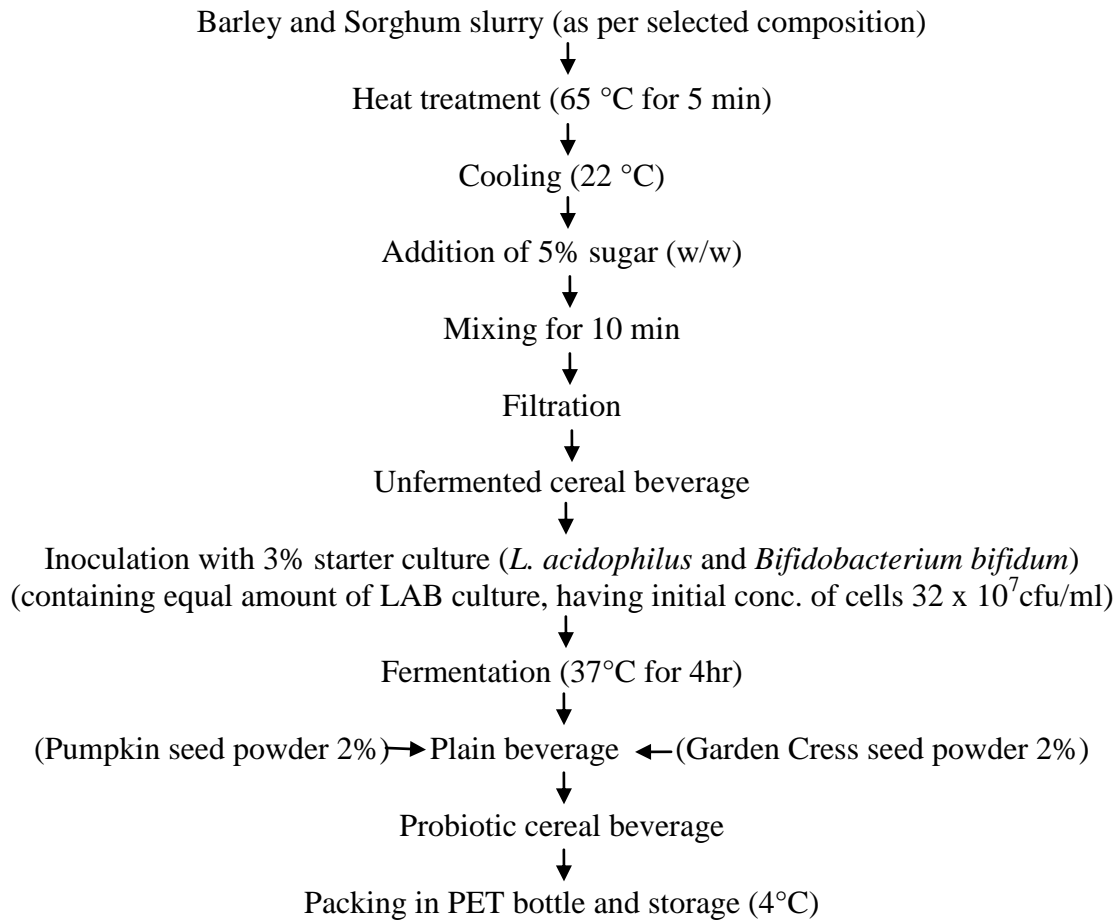 Barley and Sorghum slurry (as per selected composition)
Heat treatment (65 °C for 5 min)
Cooling (22 °C)
Addition of 5% sugar (w/w)
Mixing for 10 min
Filtration
Unfermented cereal beverage
Inoculation with 3% starter culture (L. acidophilus and Bifidobacterium bifidum)
(containing equal amount of LAB culture, having initial conc. of cells 32 x 10⁷cfu/ml)
Fermentation (37°C for 4hr)
(Pumpkin seed powder 2%) Plain beverage (Garden Cress seed powder 2%)
Probiotic cereal beverage
Packing in PET bottle and storage (4°C)